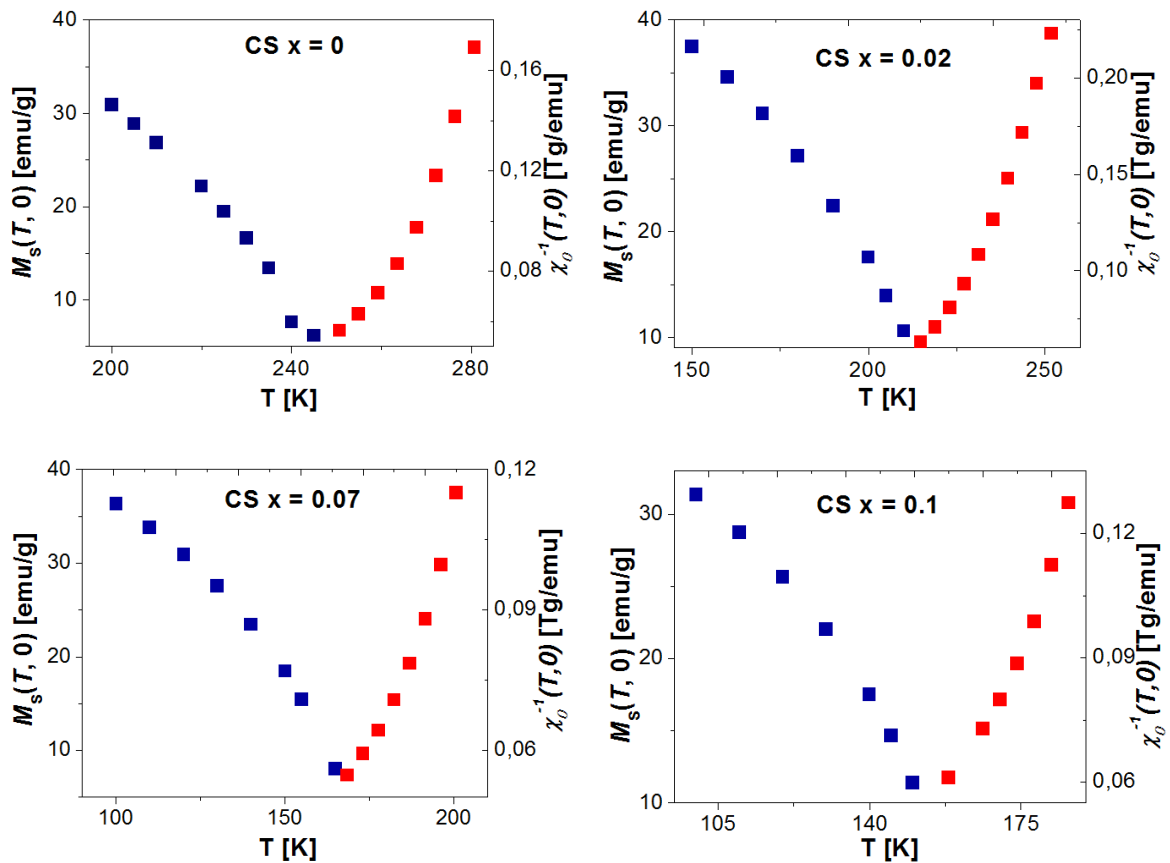 CS x = 0
M_s(T, 0) [emu/g]
40
30
20
10
χ_0^-1(T,0) [Tg/emu]
0,16
0,12
0,08
200 240 280
T [K]
CS x = 0.02
M_s(T, 0) [emu/g]
40
30
20
10
χ_0^-1(T,0) [Tg/emu]
0,20
0,15
0,10
150 200 250
T [K]
CS x = 0.07
M_s(T, 0) [emu/g]
40
30
20
10
χ_0^-1(T,0) [Tg/emu]
0,12
0,09
0,06
100 150 200
T [K]
CS x = 0.1
M_s(T, 0) [emu/g]
30
20
10
χ_0^-1(T,0) [Tg/emu]
0,12
0,09
0,06
105 140 175
T [K]